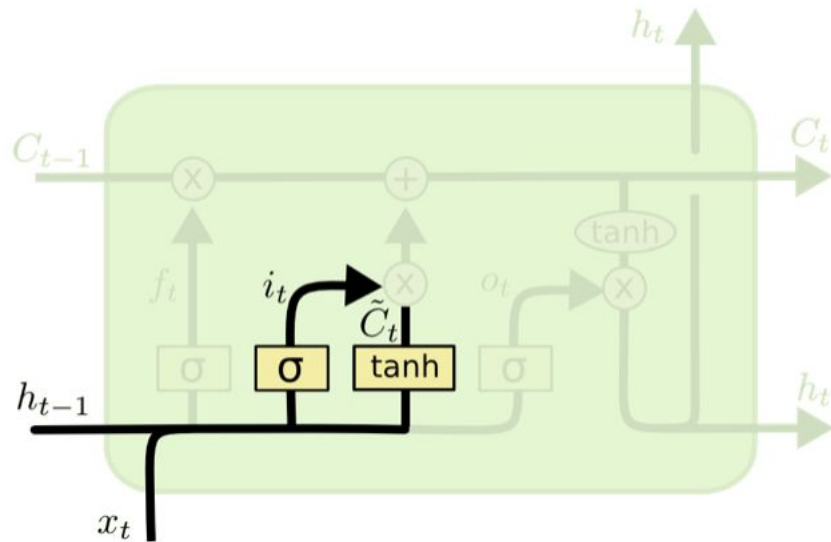 h_t
C_{t-1} C_t
x +
tanh
f_t i_t x o_t x
C̃_t
σ σ tanh σ
h_{t-1} h_t
x_t